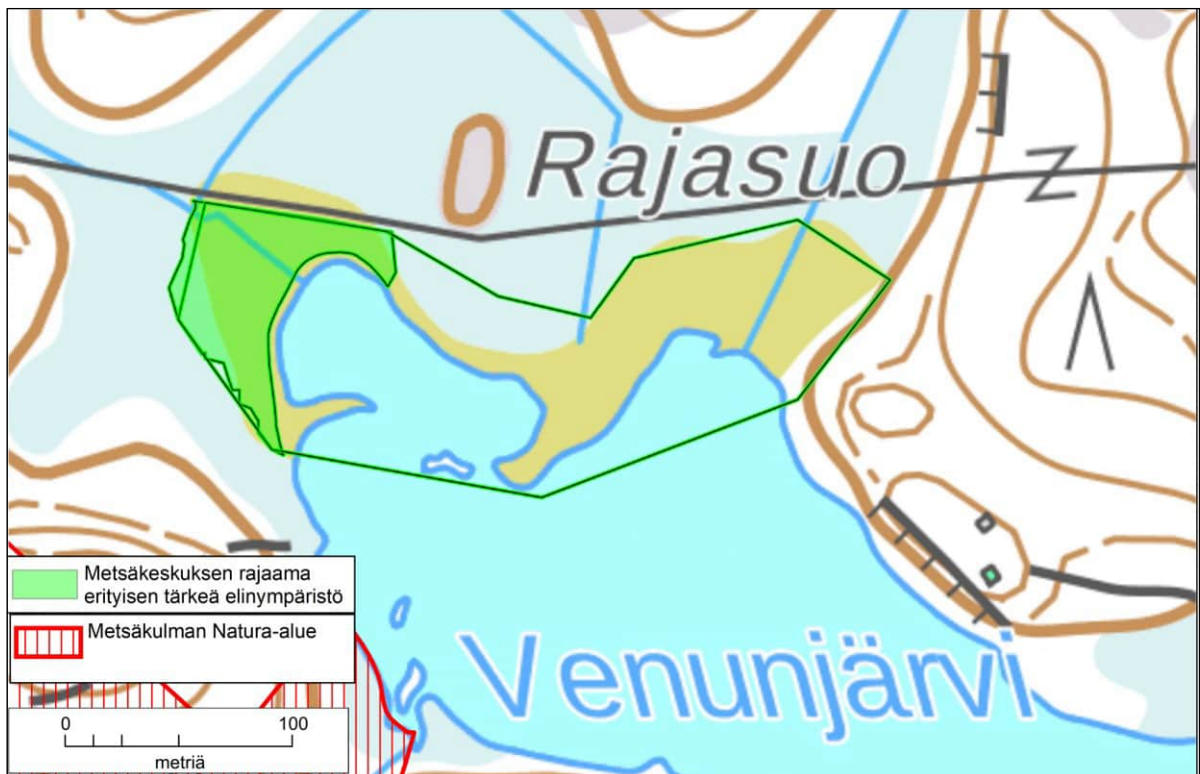 Rajasuo
Metsäkeskuksen rajaama
erityisen tärkeä elinympäristö
Metsäkulman Natura-alue
Venunjärvi
0 100
metriä